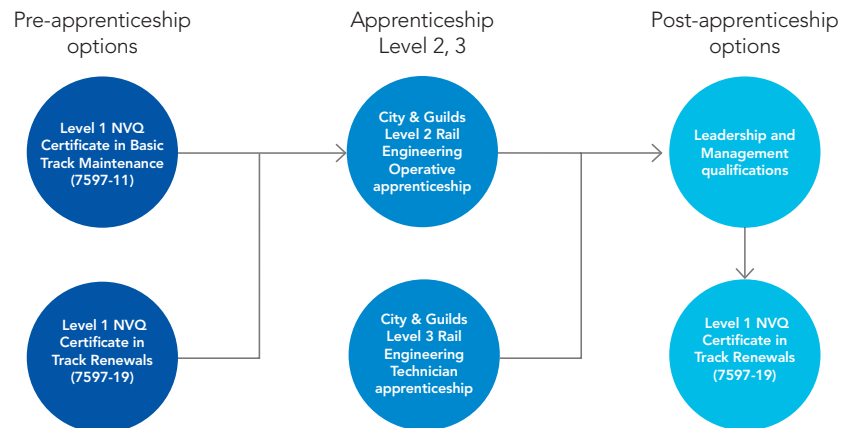 Pre-apprenticeship
options
Apprenticeship
Level 2, 3
Post-apprenticeship
options
Level 1 NVQ
Certificate in Basic
Track Maintenance
(7597-11)
City & Guilds
Level 2 Rail
Engineering
Operative
apprenticeship
Leadership and
Management
qualifications
Level 1 NVQ
Certificate in
Track Renewals
(7597-19)
City & Guilds
Level 3 Rail
Engineering
Technician
apprenticeship
Level 1 NVQ
Certificate in
Track Renewals
(7597-19)